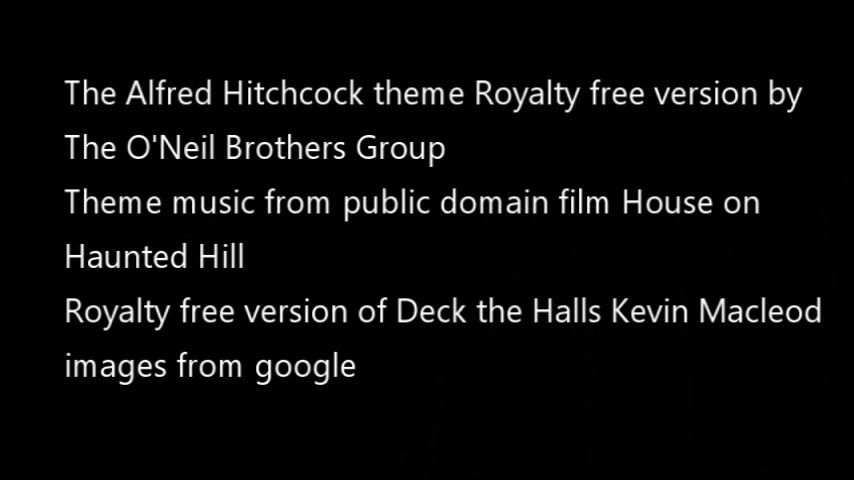 The Alfred Hitchcock theme Royalty free version by
The O'Neil Brothers Group
Theme music from public domain film House on
Haunted Hill
Royalty free version of Deck the Halls Kevin Macleod
images from google